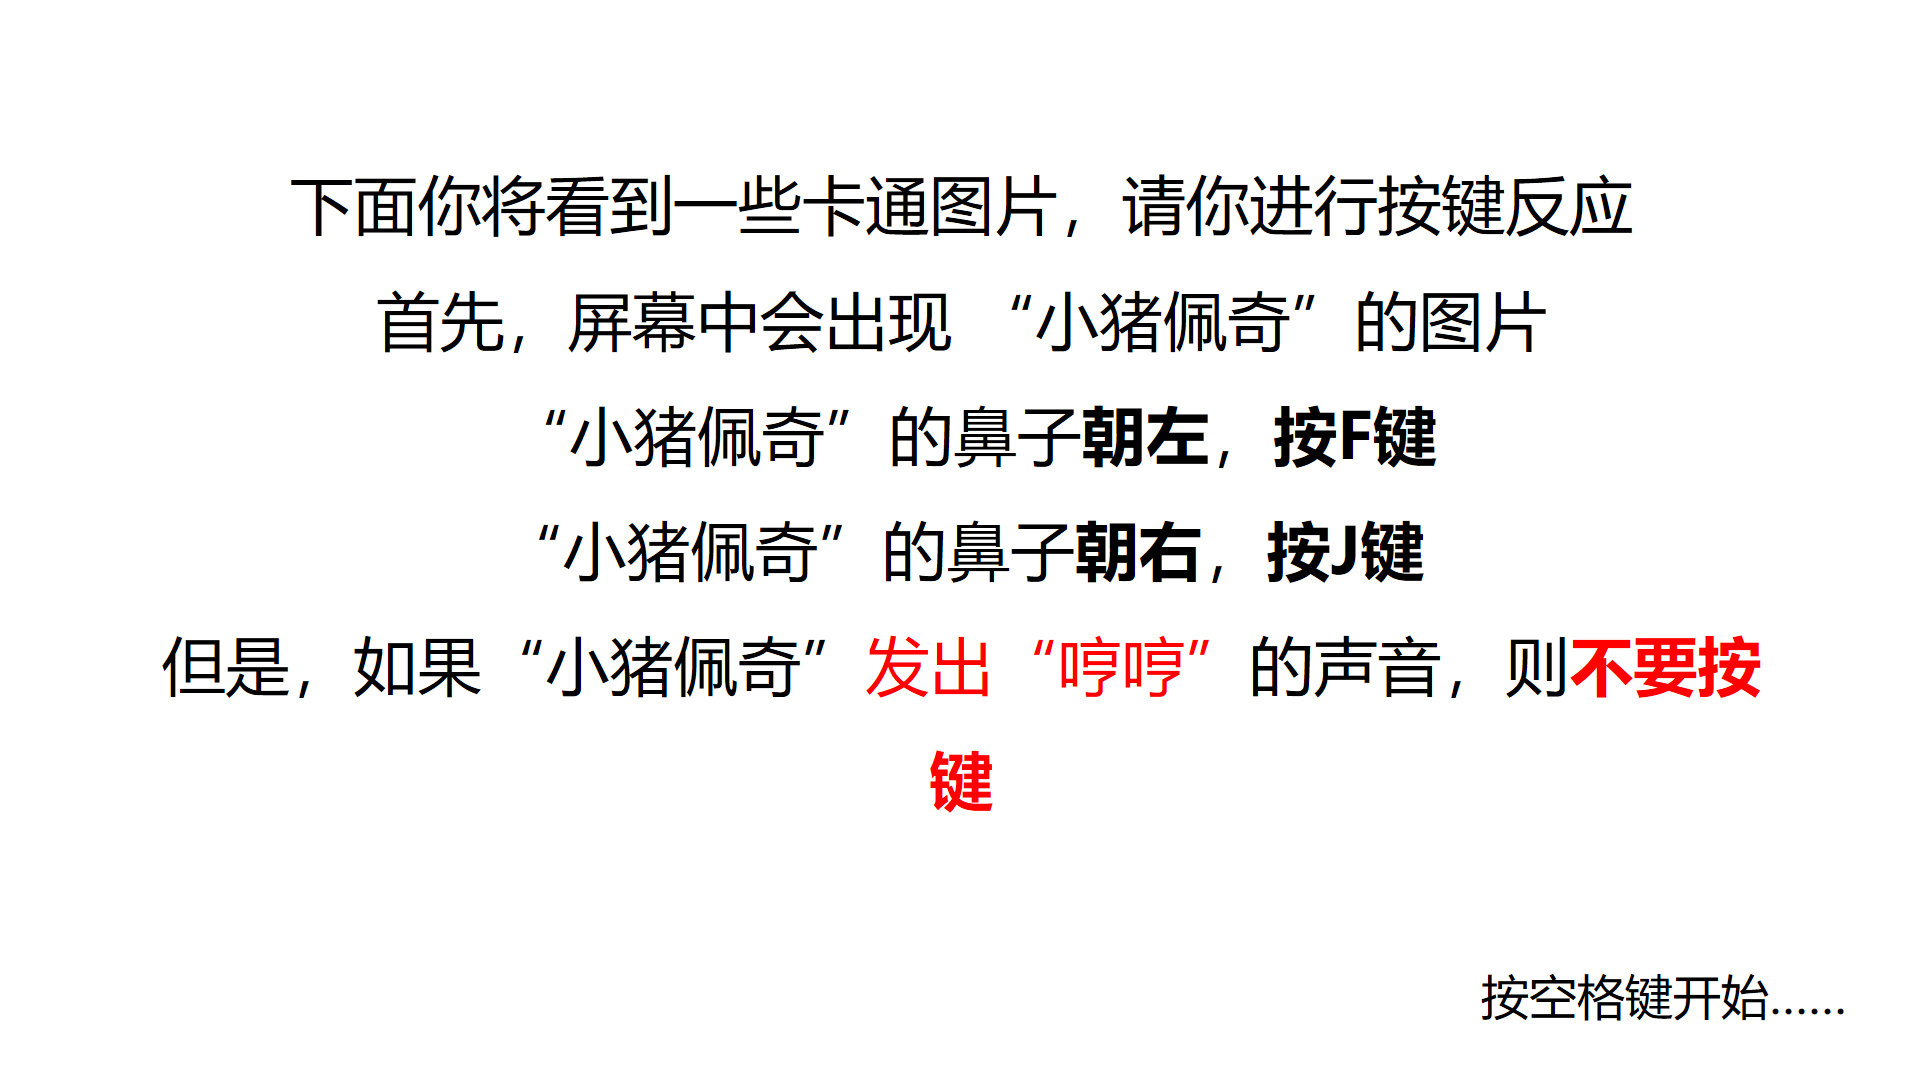 下面你将看到一些卡通图片，请你进行按键反应
首先，屏幕中会出现 “小猪佩奇”的图片
“小猪佩奇”的鼻子朝左，按F键
“小猪佩奇”的鼻子朝右，按J键
但是，如果“小猪佩奇”发出“哼哼”的声音，则不要按
键
按空格键开始……